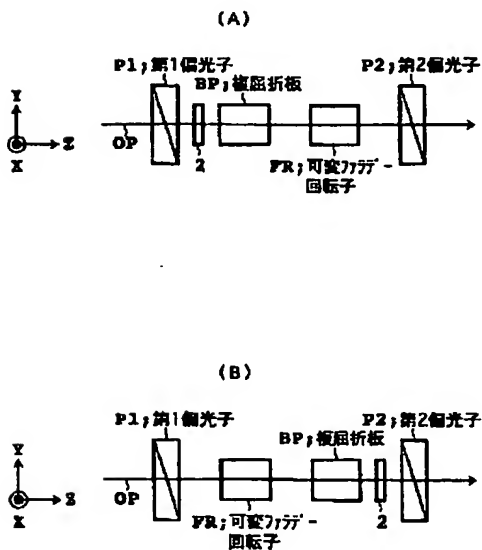 (A)
P1;第1偏光子
P2;第2偏光子
BP;複屈折板
Y
Z
X
OP
2
FR;可変ファラデー
回転子
(B)
P1;第1偏光子
P2;第2偏光子
BP;複屈折板
Y
Z
X
OP
2
FR;可変ファラデー
回転子